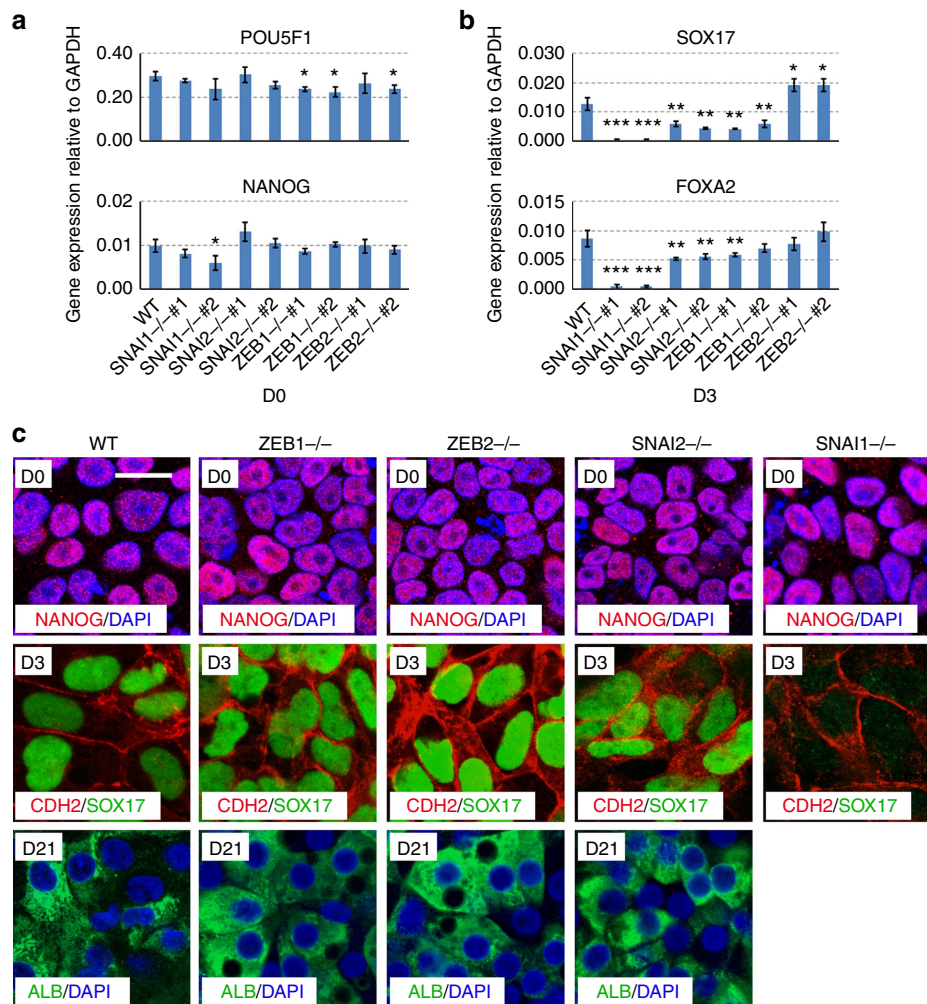 a
POU5F1
Gene expression relative to GAPDH
0.40
0.20
0.00
* * *
NANOG
0.02
0.01
0.00
*
WT
SNAI1–/–#1
SNAI1–/–#2
SNAI2–/–#1
SNAI2–/–#2
ZEB1–/–#1
ZEB1–/–#2
ZEB2–/–#1
ZEB2–/–#2
D0
b
SOX17
Gene expression relative to GAPDH
0.030
0.020
0.010
0.000
*** *** ** ** ** ** * *
FOXA2
0.015
0.010
0.005
0.000
*** *** ** ** **
WT
SNAI1–/–#1
SNAI1–/–#2
SNAI2–/–#1
SNAI2–/–#2
ZEB1–/–#1
ZEB1–/–#2
ZEB2–/–#1
ZEB2–/–#2
D3
c
WT ZEB1–/– ZEB2–/– SNAI2–/– SNAI1–/–
D0 D0 D0 D0 D0
NANOG/DAPI NANOG/DAPI NANOG/DAPI NANOG/DAPI NANOG/DAPI
D3 D3 D3 D3 D3
CDH2/SOX17 CDH2/SOX17 CDH2/SOX17 CDH2/SOX17 CDH2/SOX17
D21 D21 D21 D21
ALB/DAPI ALB/DAPI ALB/DAPI ALB/DAPI